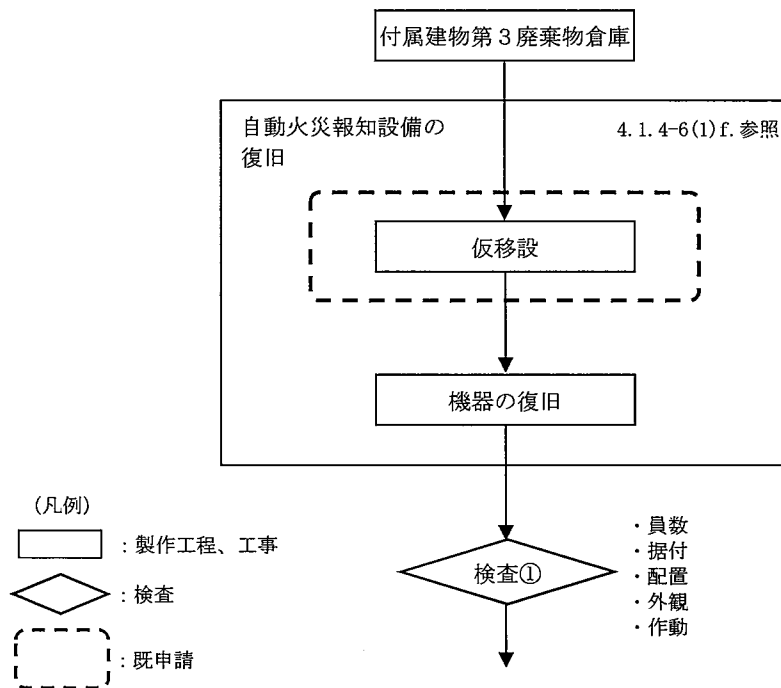 付属建物第3廃棄物倉庫
自動火災報知設備の
復旧
4.1.4-6(1)f.参照
仮移設
機器の復旧
検査①
・員数
・据付
・配置
・外観
・作動
(凡例)
：製作工程、工事
：検査
：既申請